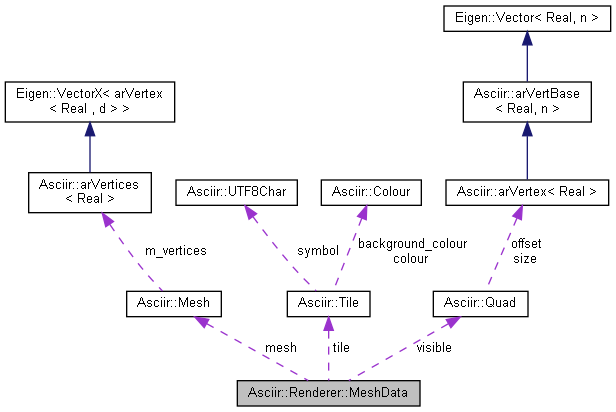 Eigen::Vector< Real, n >
Eigen::VectorX< arVertex
< Real , d > >
Asciir::arVertBase
< Real, n >
Asciir::arVertices
< Real >
Asciir::UTF8Char
Asciir::Colour
Asciir::arVertex< Real >
m_vertices
symbol
background_colour
colour
offset
size
Asciir::Mesh
Asciir::Tile
Asciir::Quad
mesh
tile
visible
Asciir::Renderer::MeshData